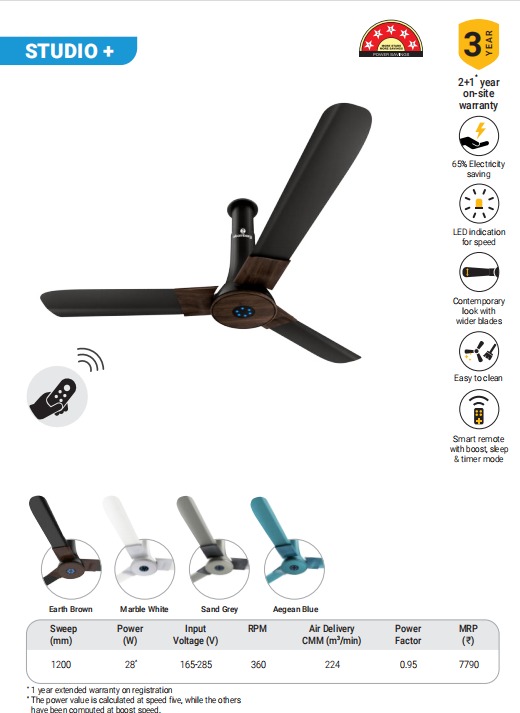 STUDIO +
POWER SAVINGS
3
YEAR
2+1* year
on-site
warranty
65% Electricity
saving
LED indication
for speed
Contemporary
look with
wider blades
Easy to clean
Smart remote
with boost, sleep
& timer mode
Earth Brown
Marble White
Sand Grey
Aegean Blue
Sweep (mm) Power (W) Input Voltage (V) RPM Air Delivery CMM (m³/min) Power Factor MRP (₹)
1200 28* 165-285 360 224 0.95 7790
* 1 year extended warranty on registration
* The power value is calculated at speed five, while the others
have been computed at boost speed.